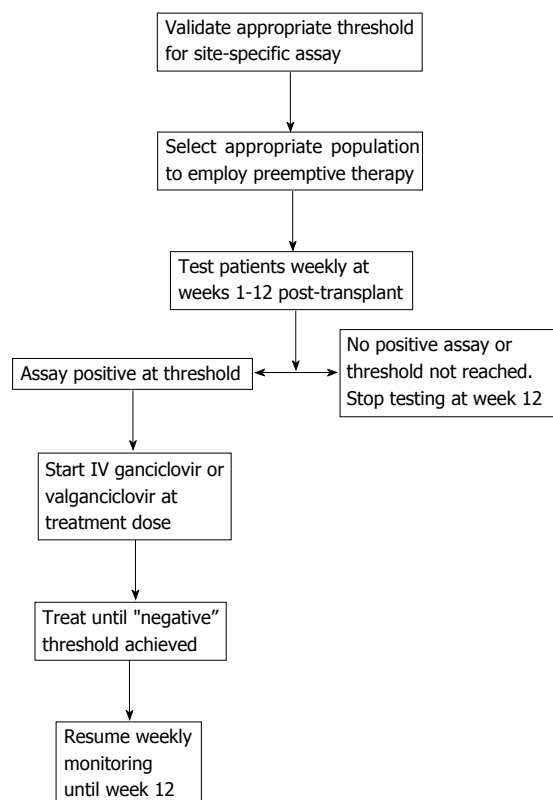 Validate appropriate threshold
for site-specific assay
Select appropriate population
to employ preemptive therapy
Test patients weekly at
weeks 1-12 post-transplant
Assay positive at threshold
No positive assay or
threshold not reached.
Stop testing at week 12
Start IV ganciclovir or
valganciclovir at
treatment dose
Treat until "negative”
threshold achieved
Resume weekly
monitoring
until week 12